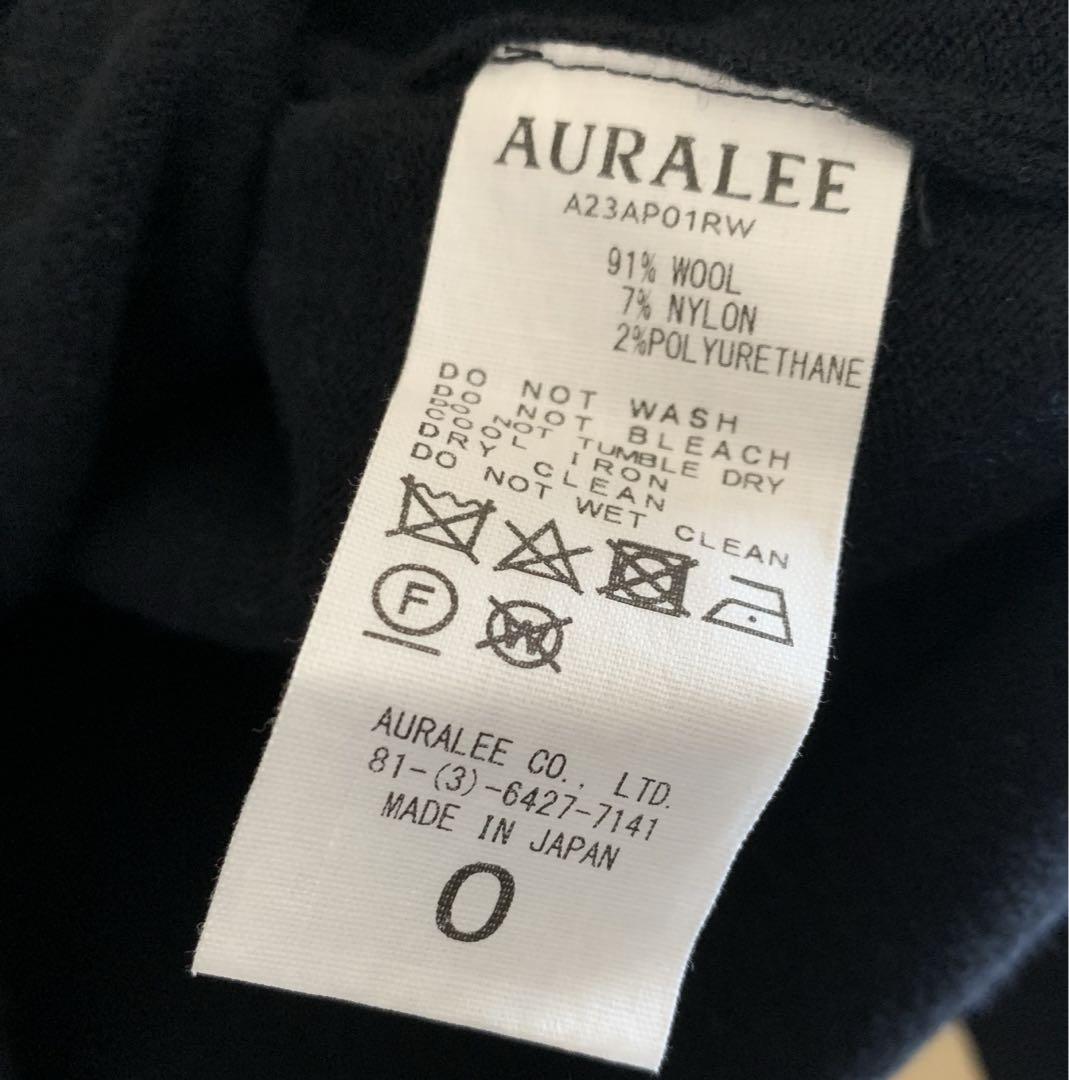 AURALEE
A23AP01RW
91% WOOL
7% NYLON
2%POLYURETHANE
DO NOT WASH
DO NOT BLEACH
DO NOT TUMBLE DRY
COOL IRON
DRY CLEAN
DO NOT WET CLEAN
F
W
AURALEE CO., LTD.
81-(3)-6427-7141
MADE IN JAPAN
0